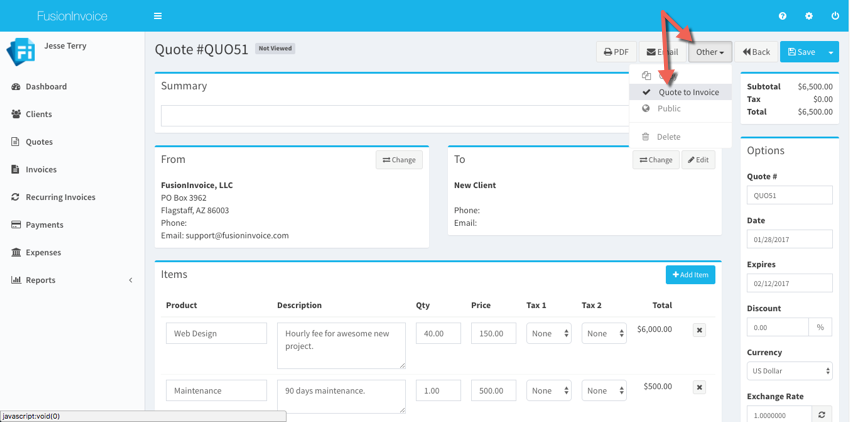 FusionInvoice
Jesse Terry
Quote #QUO51 Not Viewed
PDF Other Back Save
Dashboard
Clients
Quotes
Invoices
Recurring Invoices
Payments
Expenses
Reports
Summary
Quote to Invoice
Public
Delete
Subtotal $6,500.00
Tax $0.00
Total $6,500.00
From Change
FusionInvoice, LLC
PO Box 3962
Flagstaff, AZ 86003
Phone:
Email: support@fusioninvoice.com
To Change Edit
New Client
Phone:
Email:
Options
Quote #
QUO51
Date
01/28/2017
Expires
02/12/2017
Discount
0.00 %
Currency
US Dollar
Exchange Rate
1.0000000
Items Add Item
Product Description Qty Price Tax 1 Tax 2 Total
Web Design Hourly fee for awesome new 40.00 150.00 None None $6,000.00
project.
Maintenance 90 days maintenance. 1.00 500.00 None None $500.00
javascript:void(0)